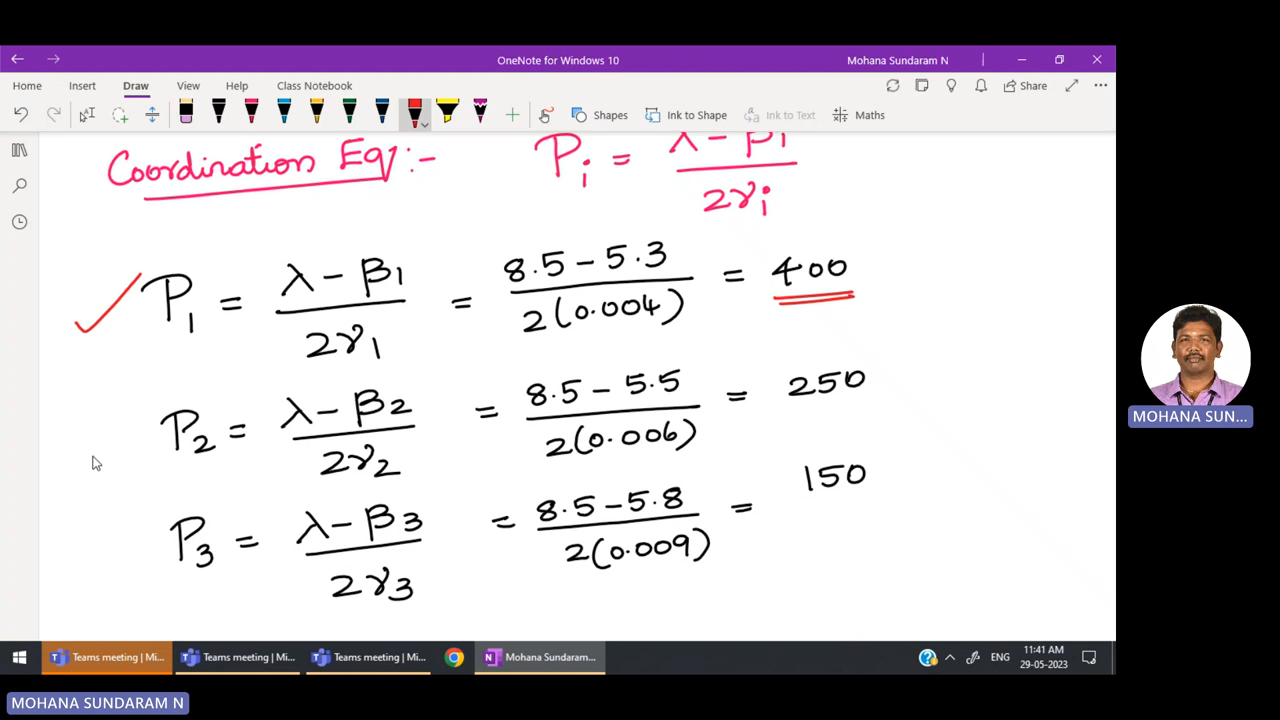 OneNote for Windows 10
Mohana Sundaram N
Home Insert Draw View Help Class Notebook
Share
Shapes Ink to Shape Ink to Text Maths
Coordination Eq :- Pi = λ - βi / 2γi
P1 = λ - β1 / 2γ1 = 8.5 - 5.3 / 2(0.004) = 400
P2 = λ - β2 / 2γ2 = 8.5 - 5.5 / 2(0.006) = 250
P3 = λ - β3 / 2γ3 = 8.5 - 5.8 / 2(0.009) = 150
MOHANA SUN...
Teams meeting | Mi... Teams meeting | Mi... Teams meeting | Mi... Mohana Sundaram... ENG 11:41 AM
29-05-2023
MOHANA SUNDARAM N